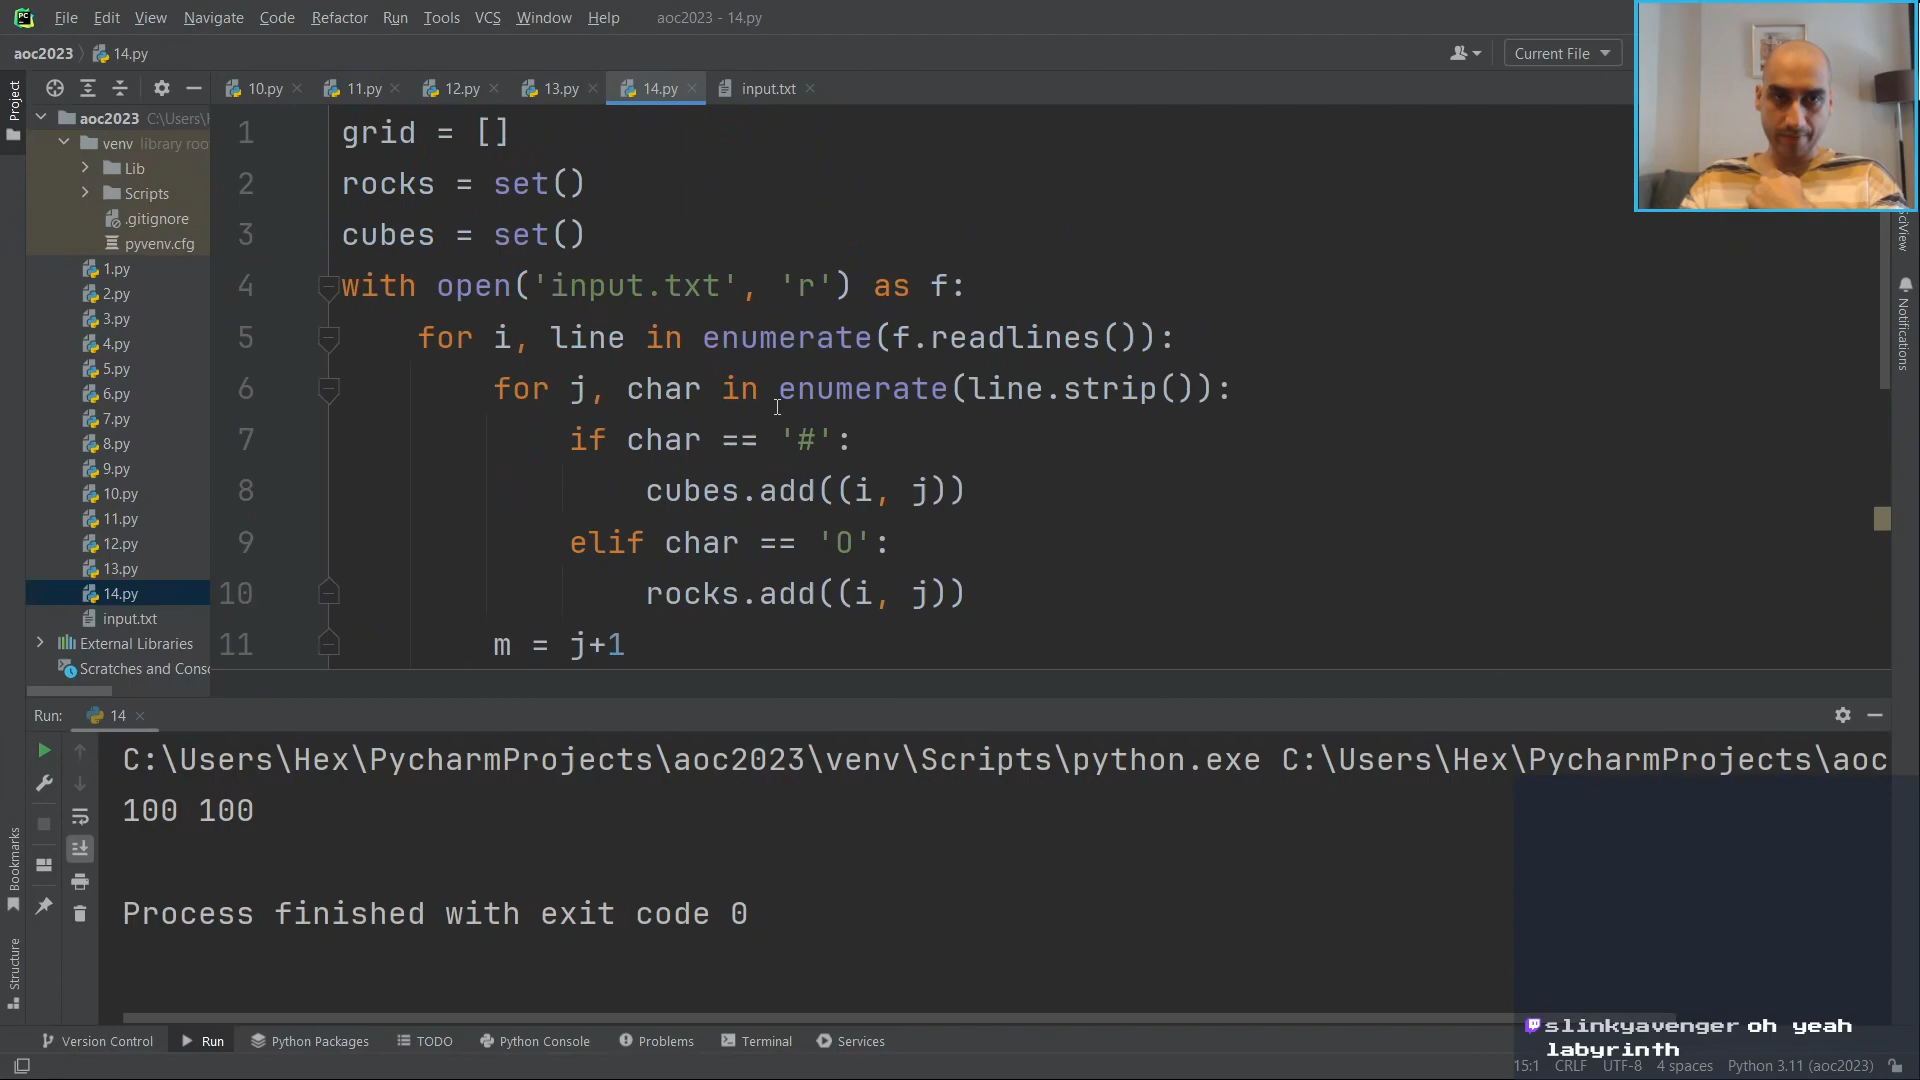 File Edit View Navigate Code Refactor Run Tools VCS Window Help aoc2023 - 14.py
aoc2023 14.py
Current File
Project
10.py 11.py 12.py 13.py 14.py input.txt
aoc2023 C:\Users\
venv library roo
Lib
Scripts
.gitignore
pyvenv.cfg
1.py
2.py
3.py
4.py
5.py
6.py
7.py
8.py
9.py
10.py
11.py
12.py
13.py
14.py
input.txt
External Libraries
Scratches and Conso
1 grid = []
2 rocks = set()
3 cubes = set()
4 with open('input.txt', 'r') as f:
5 for i, line in enumerate(f.readlines()):
6 for j, char in enumerate(line.strip()):
7 if char == '#':
8 cubes.add((i, j))
9 elif char == 'O':
10 rocks.add((i, j))
11 m = j+1
SciView
Notifications
Run: 14
C:\Users\Hex\PycharmProjects\aoc2023\venv\Scripts\python.exe C:\Users\Hex\PycharmProjects\aoc
100 100
Process finished with exit code 0
Bookmarks
Structure
slinkyavenger oh yeah
labyrinth
Version Control Run Python Packages TODO Python Console Problems Terminal Services
15:1 CRLF UTF-8 4 spaces Python 3.11 (aoc2023)